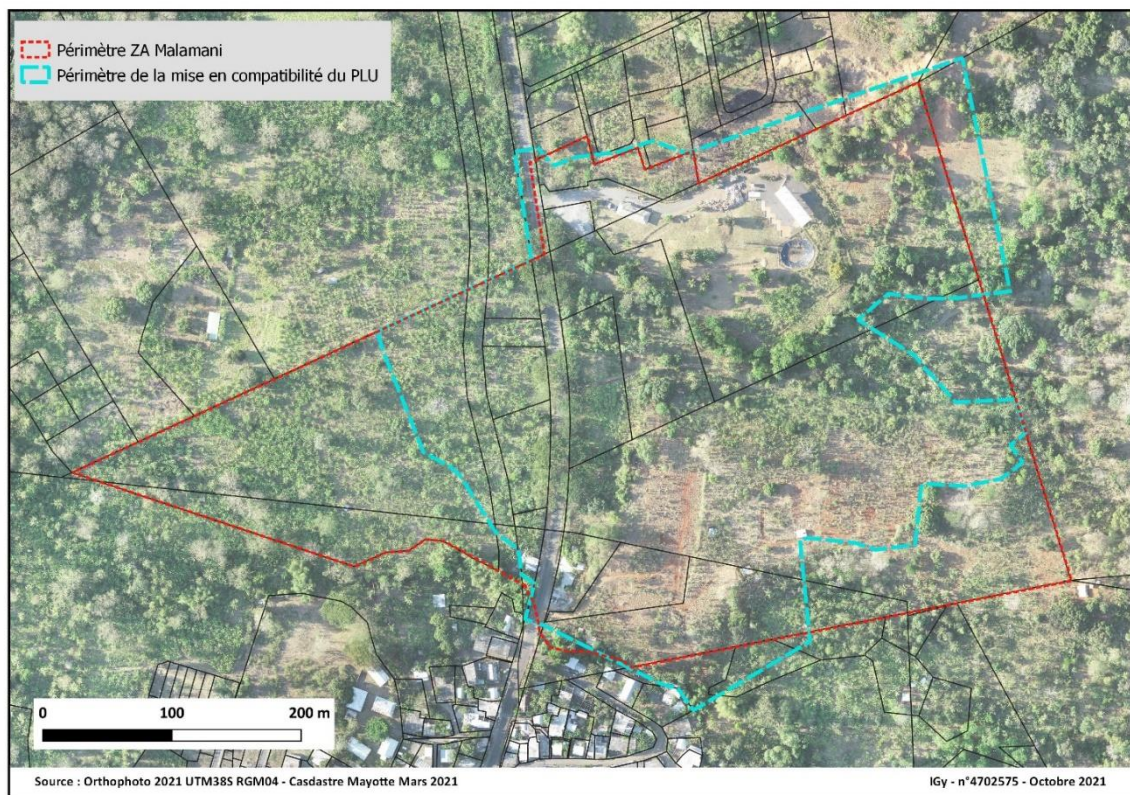 Périmètre ZA Malamani
Périmètre de la mise en compatibilité du PLU
0 100 200 m
Source : Orthophoto 2021 UTM38S RGM04 - Casdastre Mayotte Mars 2021
IGy - n°4702575 - Octobre 2021